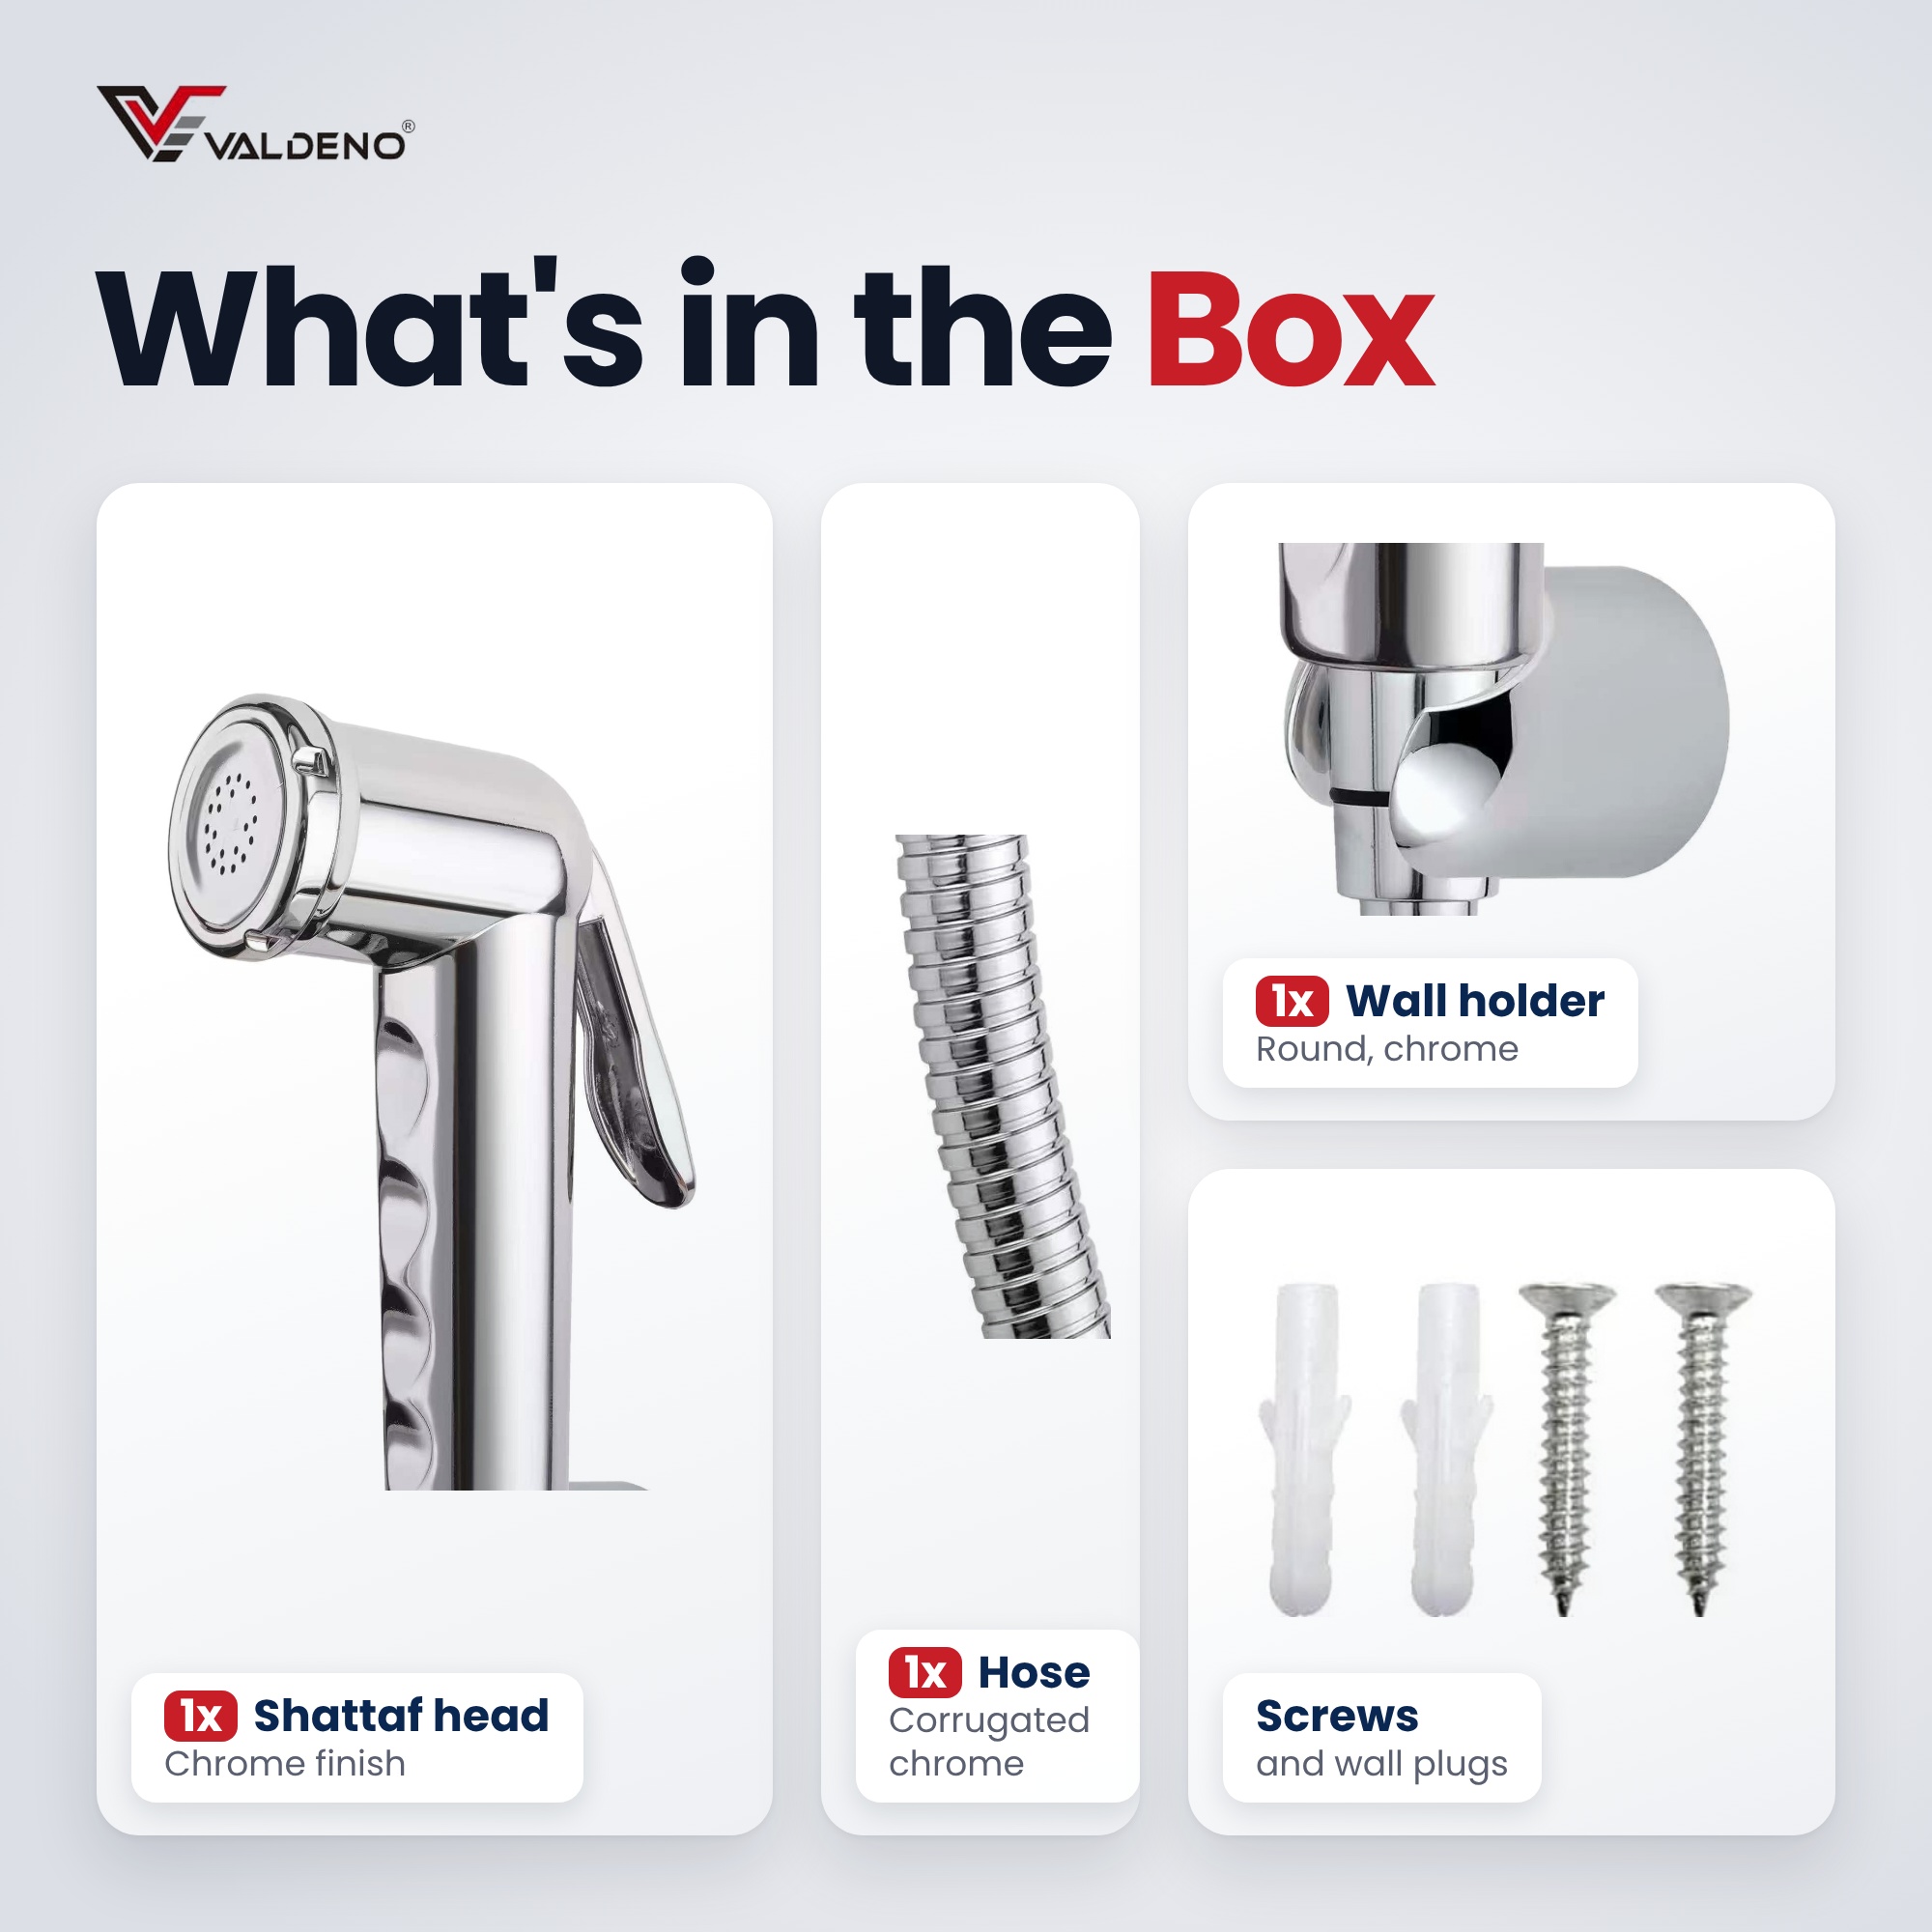 VALDENO®
What's in the Box
1x Shattaf head
Chrome finish
1x Hose
Corrugated
chrome
1x Wall holder
Round, chrome
Screws
and wall plugs